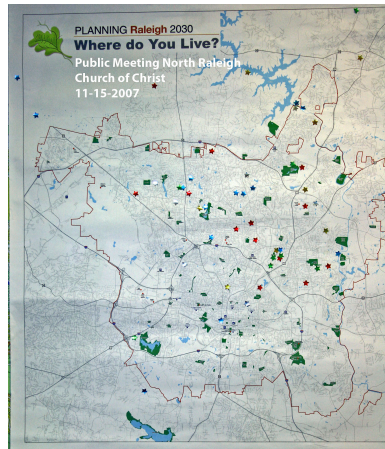 PLANNING Raleigh 2030
Where do You Live?
Public Meeting North Raleigh
Church of Christ
11-15-2007